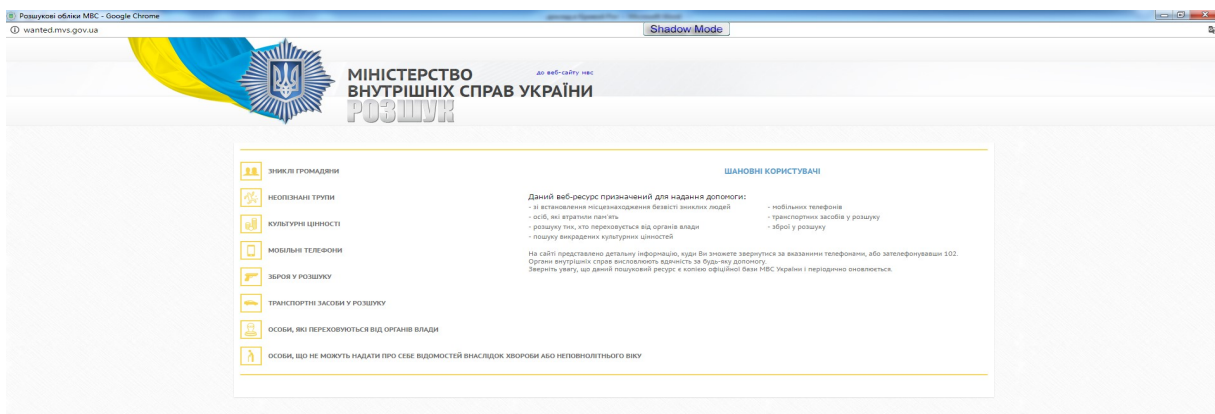 Розшукові обліки МВС - Google Chrome
wanted.mvs.gov.ua
Shadow Mode
до веб-сайту мвс
МІНІСТЕРСТВО
ВНУТРІШНІХ СПРАВ УКРАЇНИ
РОЗШУК
ЗНИКЛІ ГРОМАДЯНИ
НЕОПІЗНАНІ ТРУПИ
КУЛЬТУРНІ ЦІННОСТІ
МОБІЛЬНІ ТЕЛЕФОНИ
ЗБРОЯ У РОЗШУКУ
ТРАНСПОРТНІ ЗАСОБИ У РОЗШУКУ
ОСОБИ, ЯКІ ПЕРЕХОВУЮТЬСЯ ВІД ОРГАНІВ ВЛАДИ
ОСОБИ, ЩО НЕ МОЖУТЬ НАДАТИ ПРО СЕБЕ ВІДОМОСТЕЙ ВНАСЛІДОК ХВОРОБИ АБО НЕПОВНОЛІТНЬОГО ВІКУ
ШАНОВНІ КОРИСТУВАЧІ
Даний веб-ресурс призначений для надання допомоги:
- зі встановлення місцезнаходження безвісті зниклих людей
- осіб, які втратили пам'ять
- розшуку тих, хто переховується від органів влади
- пошуку викрадених культурних цінностей
- мобільних телефонів
- транспортних засобів у розшуку
- зброї у розшуку
На сайті представлено детальну інформацію, куди Ви зможете звернутися за вказаними телефонами, або зателефонувавши 102.
Органи внутрішніх справ висловлюють вдячність за будь-яку допомогу.
Зверніть увагу, що даний пошуковий ресурс є копією офіційної бази МВС України і періодично оновлюється.